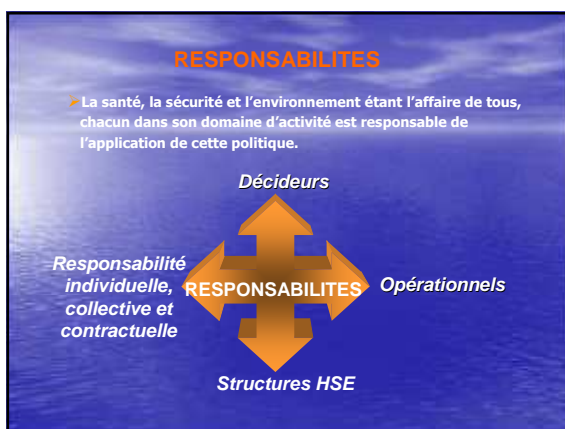 RESPONSABILITES
La santé, la sécurité et l'environnement étant l'affaire de tous,
chacun dans son domaine d'activité est responsable de
l'application de cette politique.
Décideurs
Responsabilité
individuelle,
collective et
contractuelle
RESPONSABILITES
Opérationnels
Structures HSE